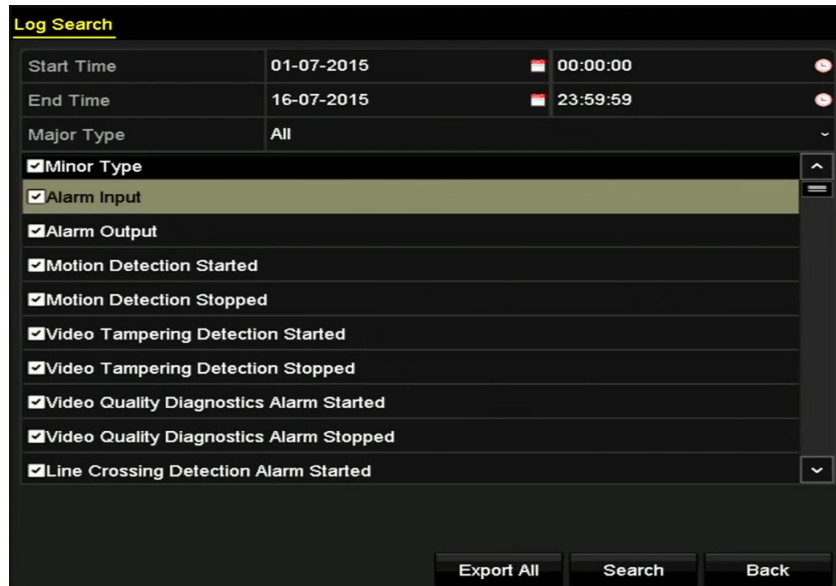 Log Search
Start Time 01-07-2015 00:00:00
End Time 16-07-2015 23:59:59
Major Type All
Minor Type
Alarm Input
Alarm Output
Motion Detection Started
Motion Detection Stopped
Video Tampering Detection Started
Video Tampering Detection Stopped
Video Quality Diagnostics Alarm Started
Video Quality Diagnostics Alarm Stopped
Line Crossing Detection Alarm Started
Export All Search Back